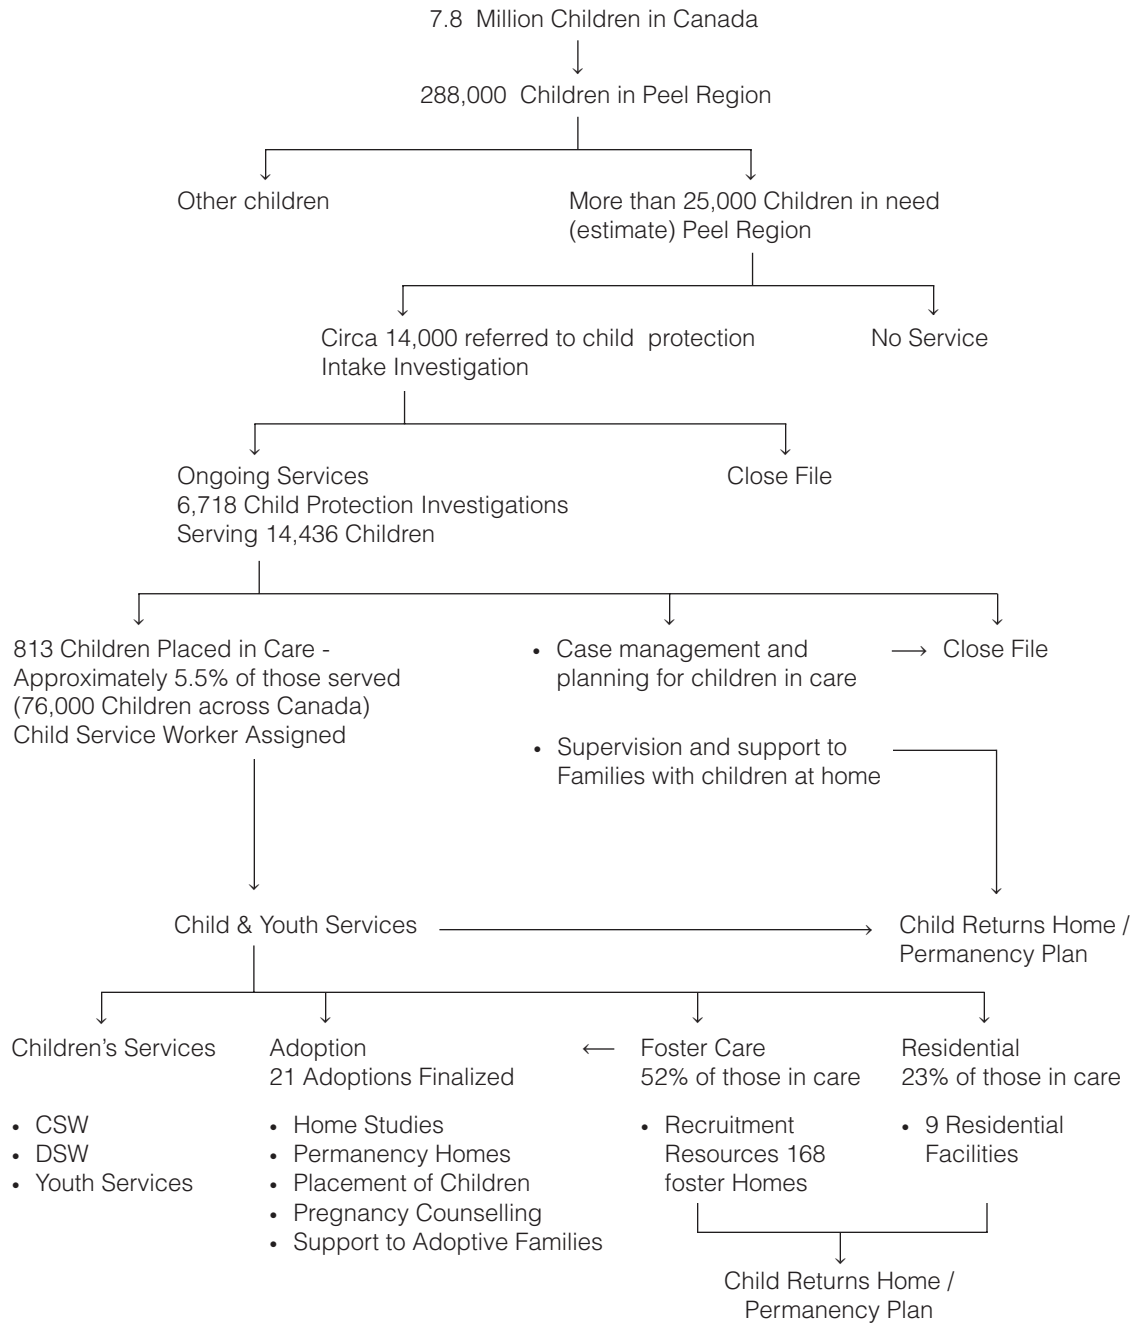 7.8 Million Children in Canada
288,000 Children in Peel Region
Other children
More than 25,000 Children in need
(estimate) Peel Region
Circa 14,000 referred to child protection
Intake Investigation
No Service
Ongoing Services
6,718 Child Protection Investigations
Serving 14,436 Children
Close File
813 Children Placed in Care -
Approximately 5.5% of those served
(76,000 Children across Canada)
Child Service Worker Assigned
• Case management and
planning for children in care
• Supervision and support to
Families with children at home
Close File
Child & Youth Services
Child Returns Home /
Permanency Plan
Children's Services
• CSW
• DSW
• Youth Services
Adoption
21 Adoptions Finalized
• Home Studies
• Permanency Homes
• Placement of Children
• Pregnancy Counselling
• Support to Adoptive Families
Foster Care
52% of those in care
• Recruitment
Resources 168
foster Homes
Residential
23% of those in care
• 9 Residential
Facilities
Child Returns Home /
Permanency Plan